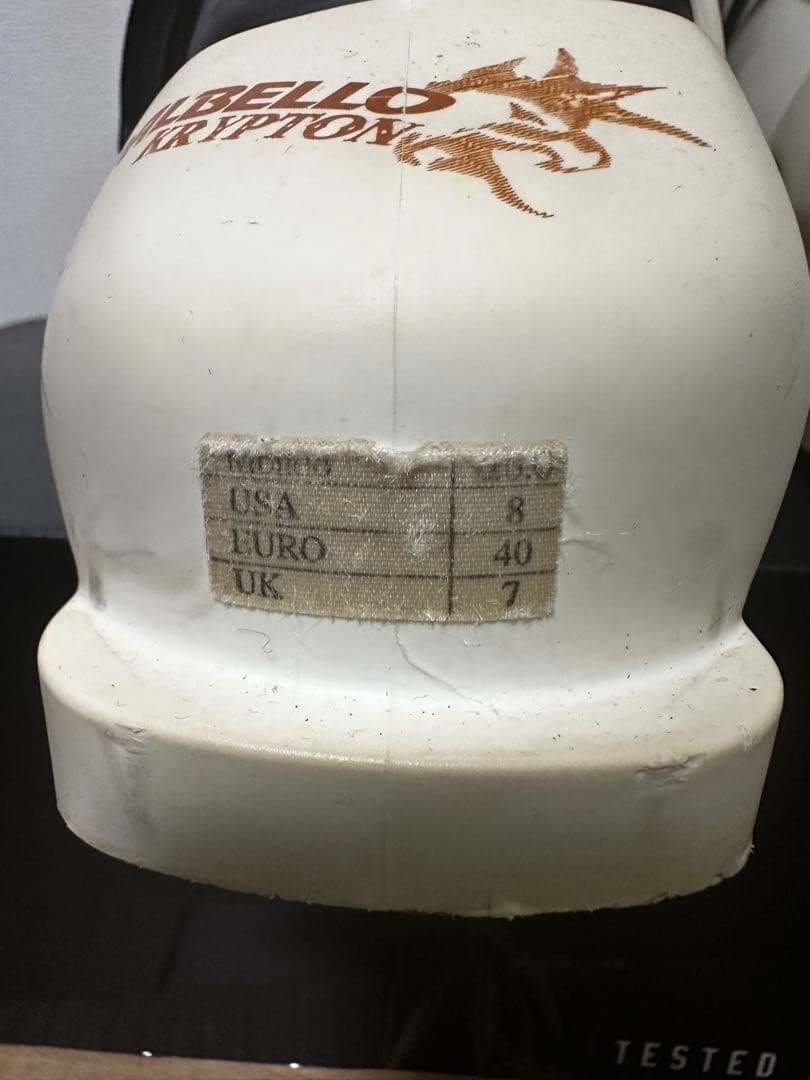 LBELLO
KRYPTON
USA 8
EURO 40
UK 7
TESTED